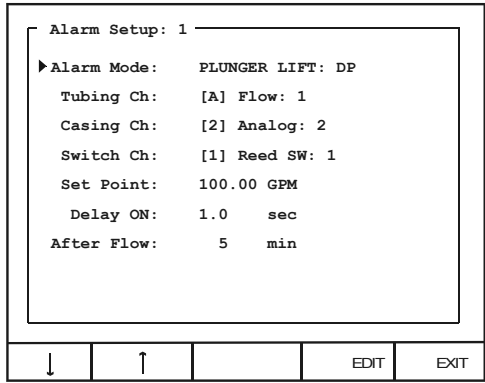 Alarm Setup: 1
Alarm Mode: PLUNGER LIFT: DP
Tubing Ch: [A] Flow: 1
Casing Ch: [2] Analog: 2
Switch Ch: [1] Reed SW: 1
Set Point: 100.00 GPM
Delay ON: 1.0 sec
After Flow: 5 min
↓ ↑ EDIT EXIT